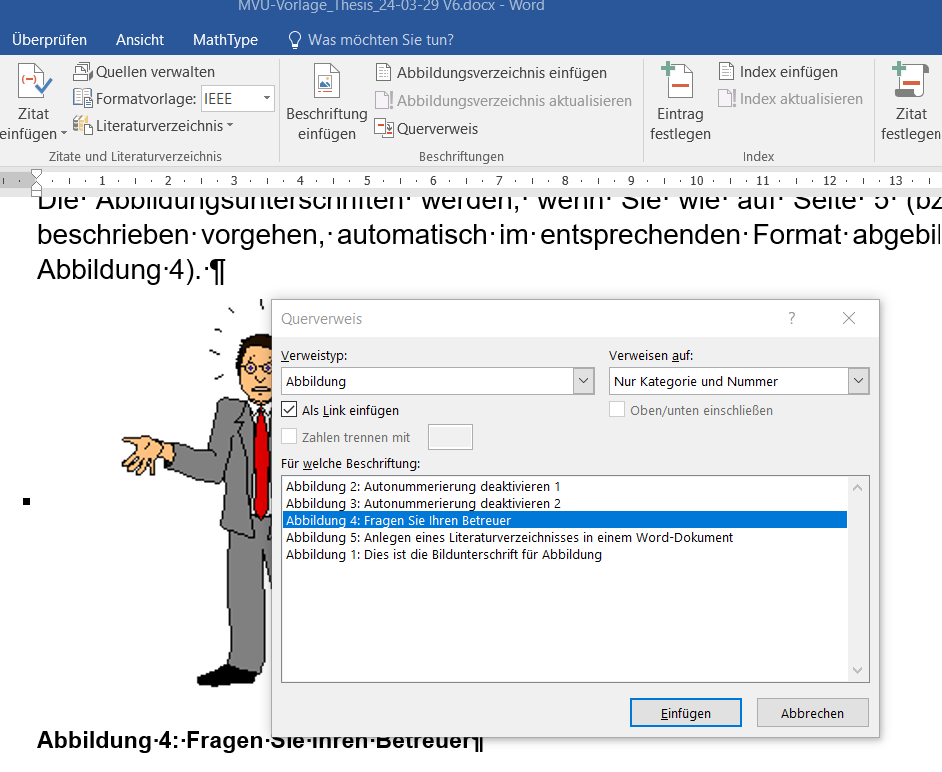 MVU-Vorlage_Thesis_24-03-29 V6.docx - Word
Überprüfen Ansicht MathType Was möchten Sie tun?
Zitat einfügen
Quellen verwalten
Formatvorlage: IEEE
Literaturverzeichnis
Zitate und Literaturverzeichnis
Beschriftung einfügen
Abbildungsverzeichnis einfügen
Abbildungsverzeichnis aktualisieren
Querverweis
Beschriftungen
Eintrag festlegen
Index einfügen
Index aktualisieren
Index
Zitat festlegen
1 2 3 4 5 6 7 8 9 10 11 12 13
Die Abbildungsunterschriften werden, wenn Sie wie auf Seite 5 (bz
beschrieben vorgehen, automatisch im entsprechenden Format abgebil
Abbildung 4). ¶
Querverweis ?
Verweistyp: Verweisen auf:
Abbildung Nur Kategorie und Nummer
Als Link einfügen Oben/unten einschließen
Zahlen trennen mit
Für welche Beschriftung:
Abbildung 2: Autonummerierung deaktivieren 1
Abbildung 3: Autonummerierung deaktivieren 2
Abbildung 4: Fragen Sie Ihren Betreuer
Abbildung 5: Anlegen eines Literaturverzeichnisses in einem Word-Dokument
Abbildung 1: Dies ist die Bildunterschrift für Abbildung
Einfügen Abbrechen
Abbildung 4: Fragen Sie Ihren Betreuer¶